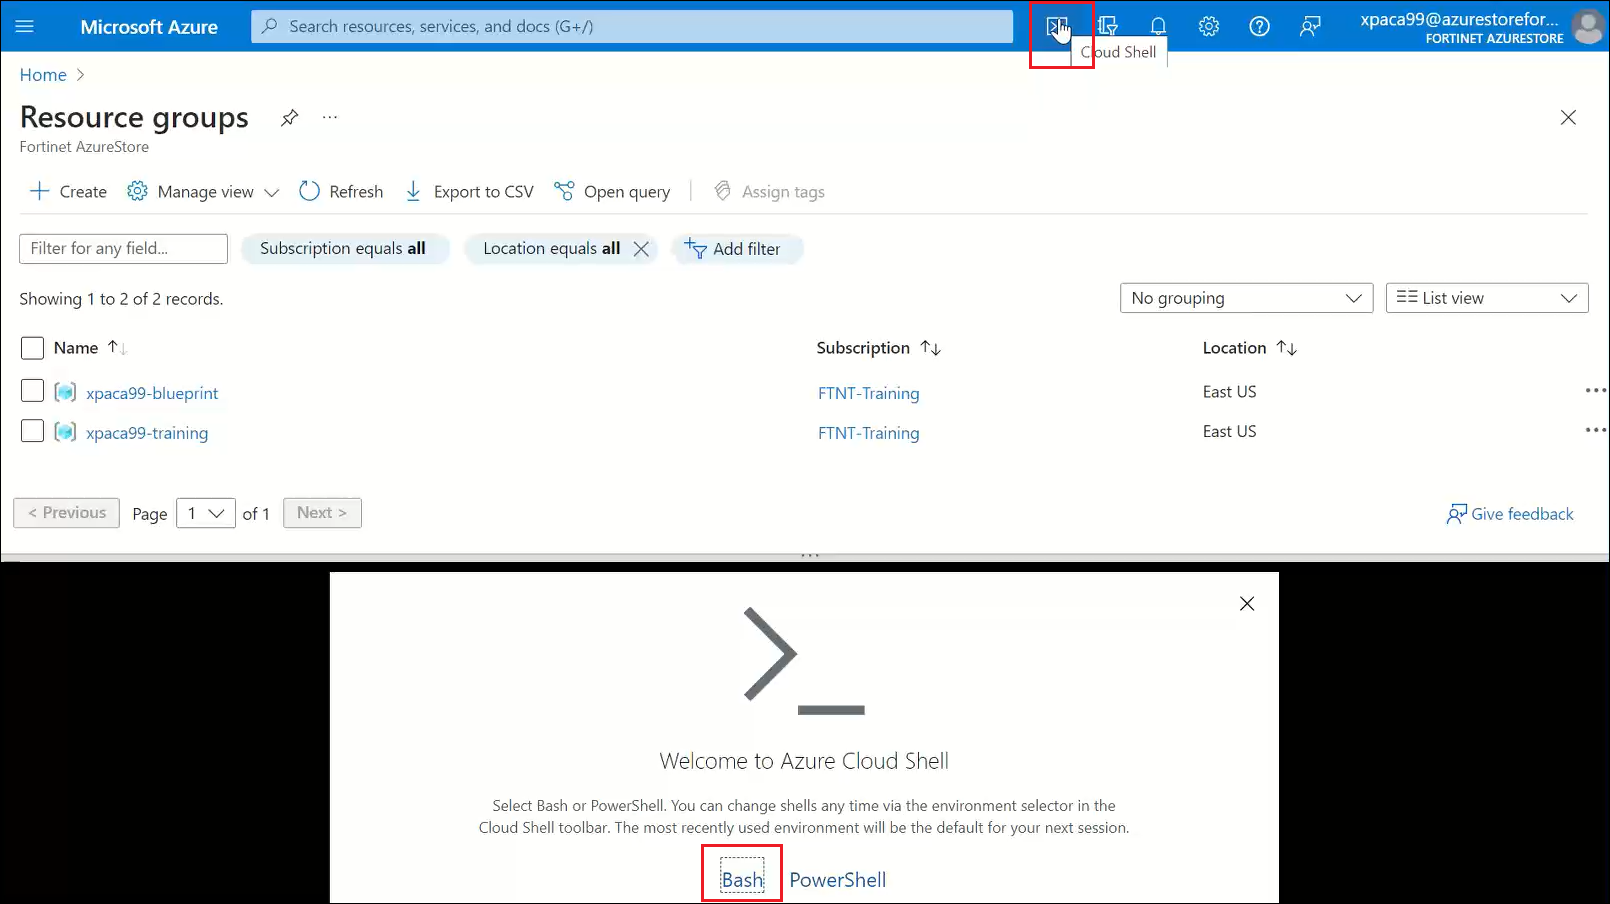 Microsoft Azure
Search resources, services, and docs (G+/)
xpaca99@azurestorefor...
FORTINET AZURESTORE
Cloud Shell
Home
Resource groups
...
Fortinet AzureStore
Create
Manage view
Refresh
Export to CSV
Open query
Assign tags
Filter for any field...
Subscription equals all
Location equals all
Add filter
Showing 1 to 2 of 2 records.
No grouping
List view
Name
Subscription
Location
xpaca99-blueprint
FTNT-Training
East US
xpaca99-training
FTNT-Training
East US
< Previous
Page
1
of 1
Next >
Give feedback
Welcome to Azure Cloud Shell
Select Bash or PowerShell. You can change shells any time via the environment selector in the
Cloud Shell toolbar. The most recently used environment will be the default for your next session.
Bash
PowerShell